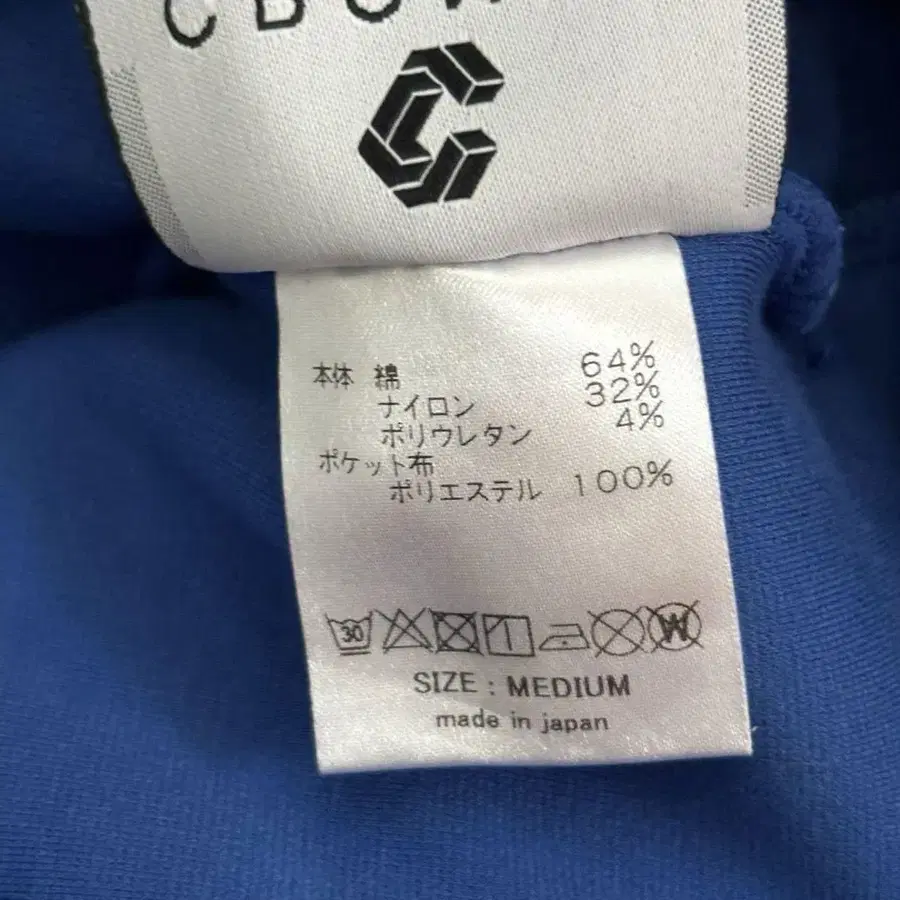 本体 綿 64%
ナイロン 32%
ポリウレタン 4%
ポケット布
ポリエステル 100%
30 W
SIZE : MEDIUM
made in japan